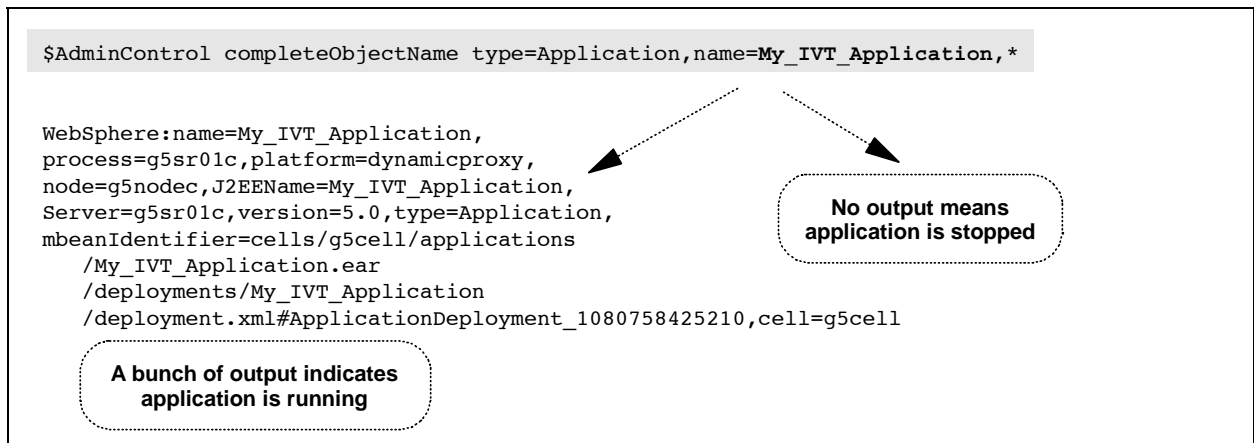 $AdminControl completeObjectName type=Application,name=My_IVT_Application,*
WebSphere:name=My_IVT_Application,
process=g5sr01c,platform=dynamicproxy,
node=g5nodec,J2EEName=My_IVT_Application,
Server=g5sr01c,version=5.0,type=Application,
mbeanIdentifier=cells/g5cell/applications
/My_IVT_Application.ear
/deployments/My_IVT_Application
/deployment.xml#ApplicationDeployment_1080758425210,cell=g5cell
No output means
application is stopped
A bunch of output indicates
application is running